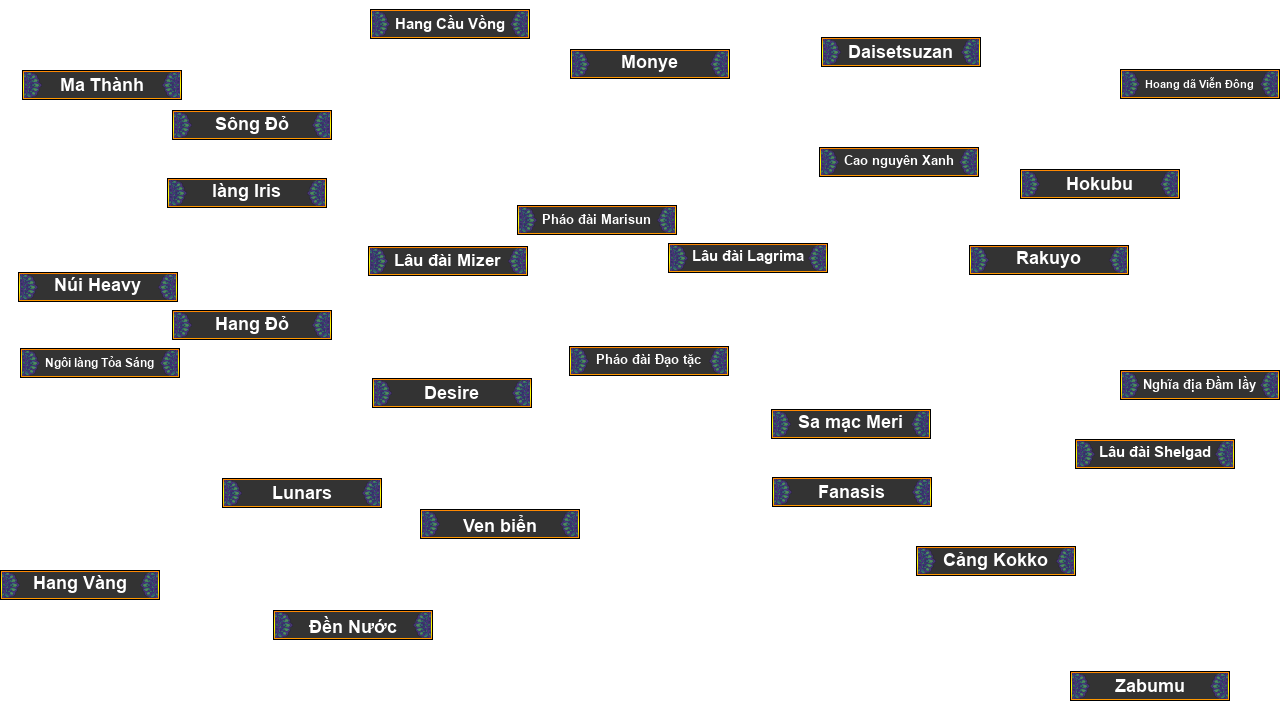 Hang Cầu Vồng
Daisetsuzan
Monye
Ma Thành
Hoang dã Viễn Đông
Sông Đỏ
Cao nguyên Xanh
Hokubu
làng Iris
Pháo đài Marisun
Lâu đài Mizer
Lâu đài Lagrima
Rakuyo
Núi Heavy
Hang Đỏ
Ngôi làng Tỏa Sáng
Pháo đài Đạo tặc
Desire
Nghĩa địa Đầm lầy
Sa mạc Meri
Lâu đài Shelgad
Lunars
Fanasis
Ven biển
Cảng Kokko
Hang Vàng
Đền Nước
Zabumu